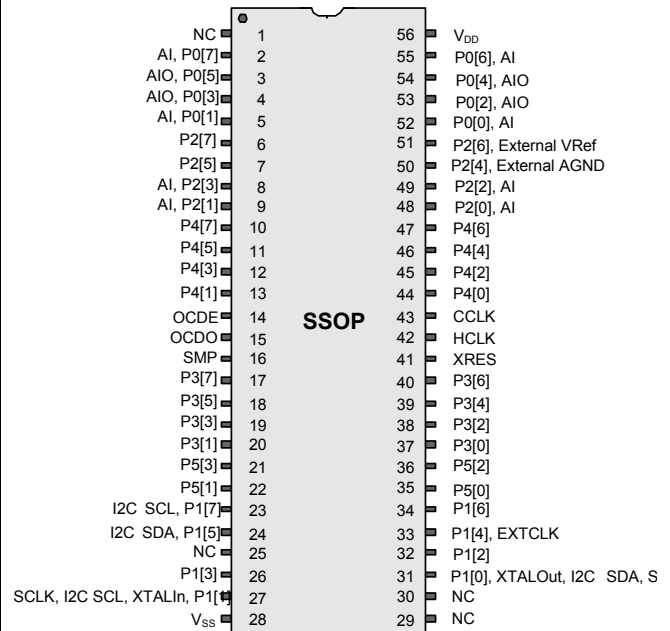 NC 1 56 VDD
AI, P0[7] 2 55 P0[6], AI
AIO, P0[5] 3 54 P0[4], AIO
AIO, P0[3] 4 53 P0[2], AIO
AI, P0[1] 5 52 P0[0], AI
P2[7] 6 51 P2[6], External VRef
P2[5] 7 50 P2[4], External AGND
AI, P2[3] 8 49 P2[2], AI
AI, P2[1] 9 48 P2[0], AI
P4[7] 10 47 P4[6]
P4[5] 11 46 P4[4]
P4[3] 12 45 P4[2]
P4[1] 13 44 P4[0]
OCDE 14 SSOP 43 CCLK
OCDO 15 42 HCLK
SMP 16 41 XRES
P3[7] 17 40 P3[6]
P3[5] 18 39 P3[4]
P3[3] 19 38 P3[2]
P3[1] 20 37 P3[0]
P5[3] 21 36 P5[2]
P5[1] 22 35 P5[0]
I2C SCL, P1[7] 23 34 P1[6]
I2C SDA, P1[5] 24 33 P1[4], EXTCLK
NC 25 32 P1[2]
P1[3] 26 31 P1[0], XTALOut, I2C SDA, S
SCLK, I2C SCL, XTALIn, P1[1] 27 30 NC
VSS 28 29 NC